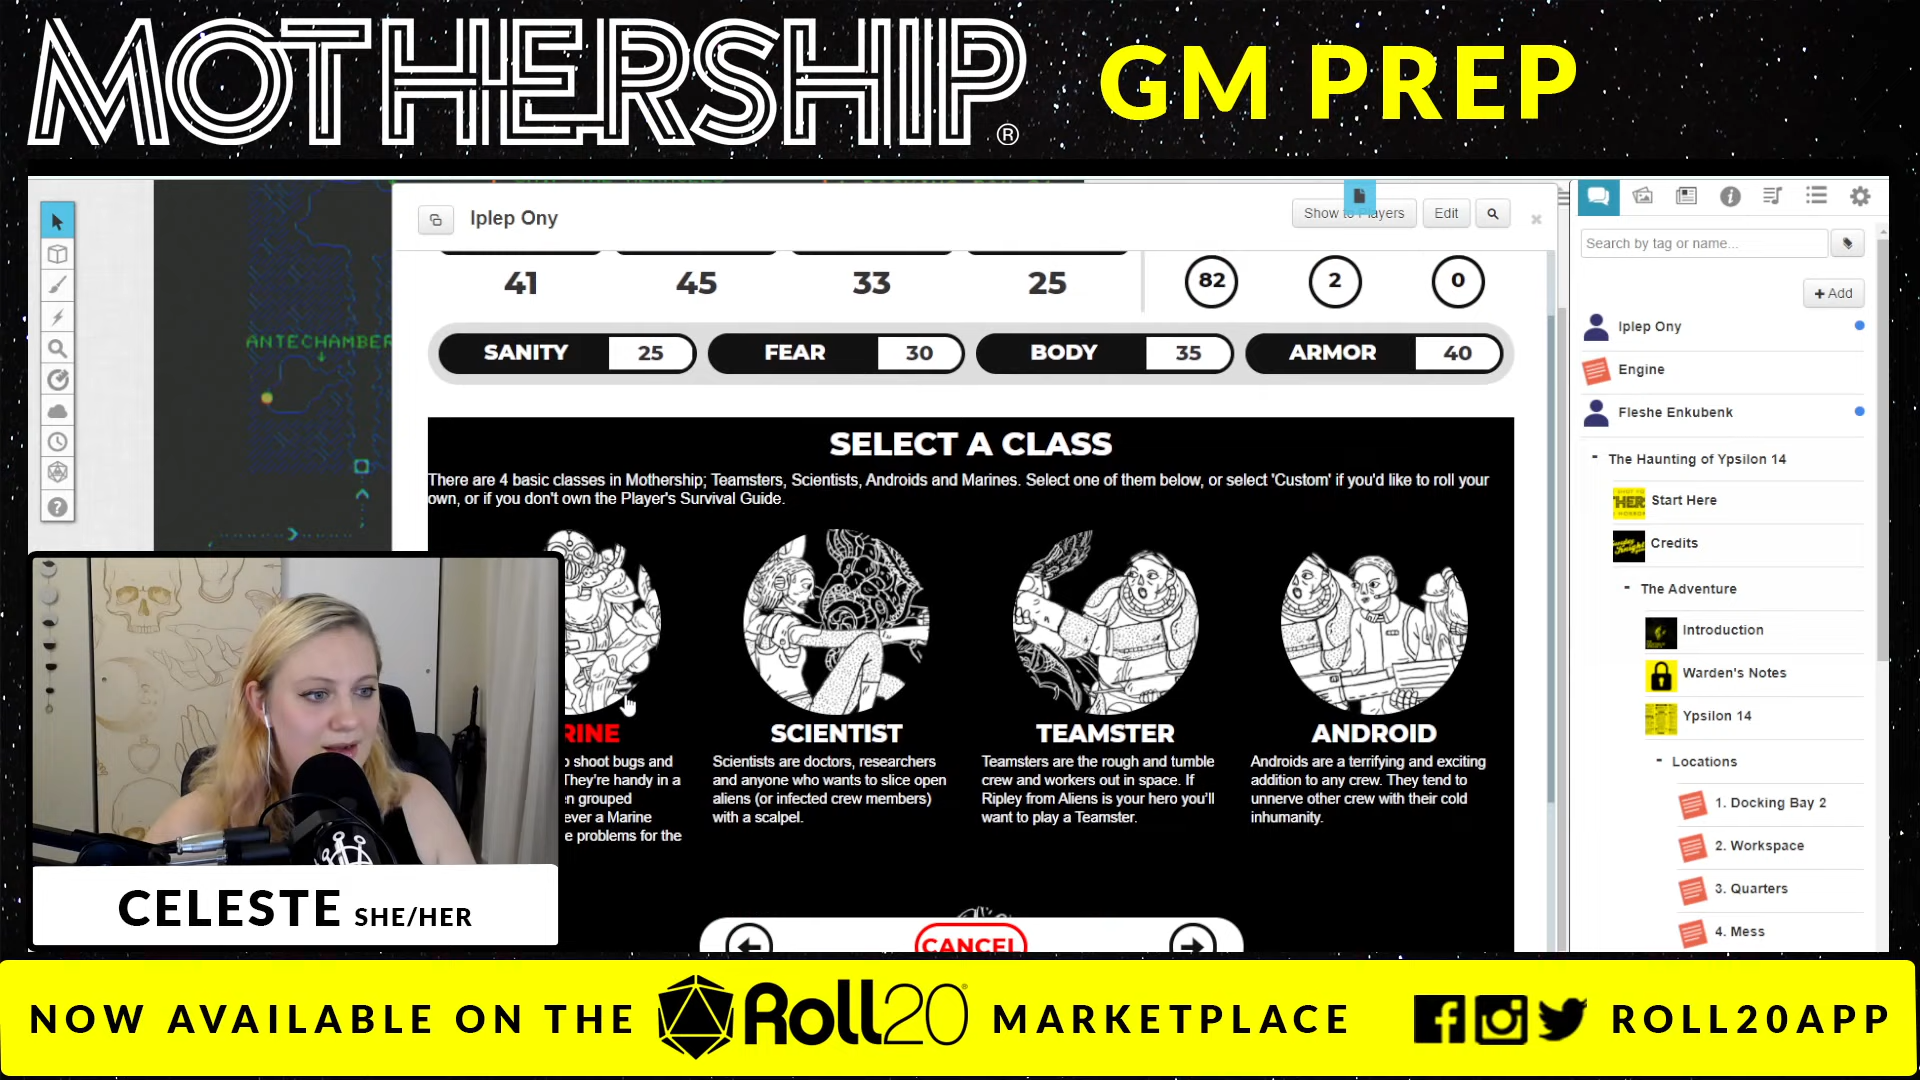 MOTHERSHIP®
GM PREP
Iplep Ony
Show to Players
Edit
41 45 33 25 82 2 0
SANITY 25 FEAR 30 BODY 35 ARMOR 40
SELECT A CLASS
There are 4 basic classes in Mothership; Teamsters, Scientists, Androids and Marines. Select one of them below, or select 'Custom' if you'd like to roll your
own, or if you don't own the Player's Survival Guide.
RINE
o shoot bugs and
They're handy in a
n grouped
ever a Marine
e problems for the
SCIENTIST
Scientists are doctors, researchers
and anyone who wants to slice open
aliens (or infected crew members)
with a scalpel.
TEAMSTER
Teamsters are the rough and tumble
crew and workers out in space. If
Ripley from Aliens is your hero you'll
want to play a Teamster.
ANDROID
Androids are a terrifying and exciting
addition to any crew. They tend to
unnerve other crew with their cold
inhumanity.
CANCEL
ANTECHAMBER
Search by tag or name...
+ Add
Iplep Ony
Engine
Fleshe Enkubenk
The Haunting of Ypsilon 14
Start Here
Credits
The Adventure
Introduction
Warden's Notes
Ypsilon 14
Locations
1. Docking Bay 2
2. Workspace
3. Quarters
4. Mess
CELESTE SHE/HER
NOW AVAILABLE ON THE Roll20® MARKETPLACE
ROLL20APP